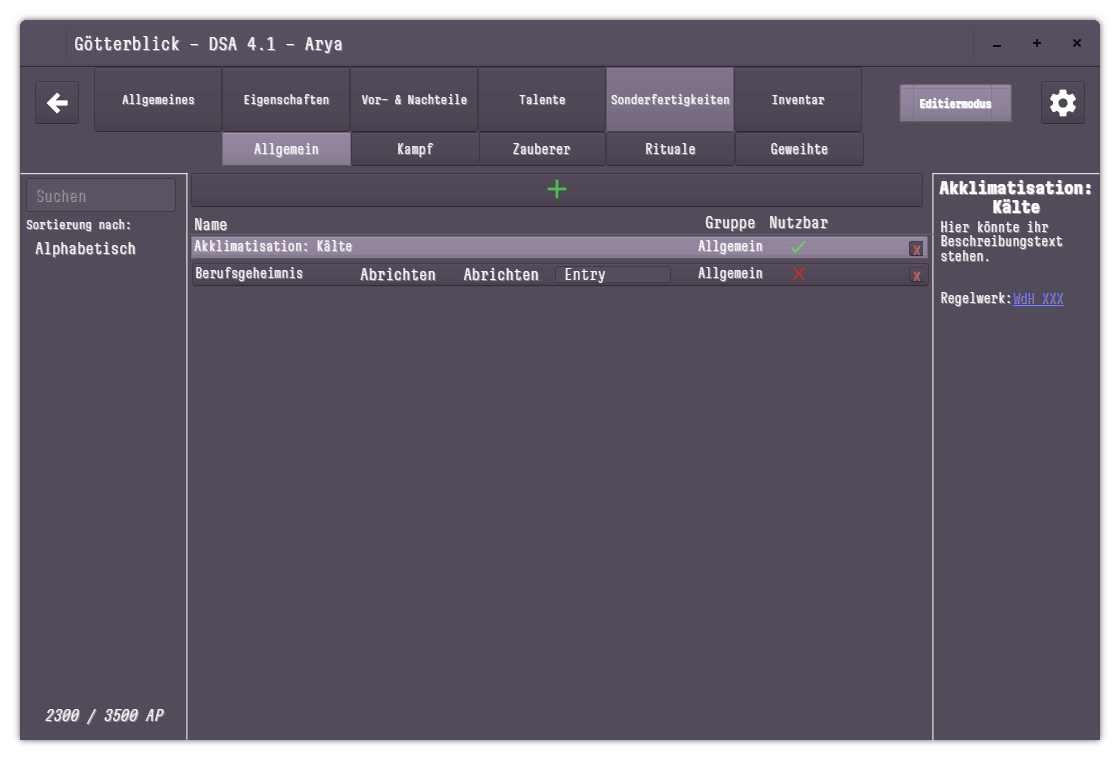 Götterblick - DSA 4.1 - Arya
Allgemeines Eigenschaften Vor- & Nachteile Talente Sonderfertigkeiten Inventar Editiermodus
Allgemein Kampf Zauberer Rituale Geweihte
Suchen
Sortierung nach:
Alphabetisch
2300 / 3500 AP
Name Gruppe Nutzbar
Akklimatisation: Kälte Allgemein x
Berufsgeheimnis Abrichten Abrichten Entry Allgemein x
Akklimatisation:
Kälte
Hier könnte ihr
Beschreibungstext
stehen.
Regelwerk: WdH XXX